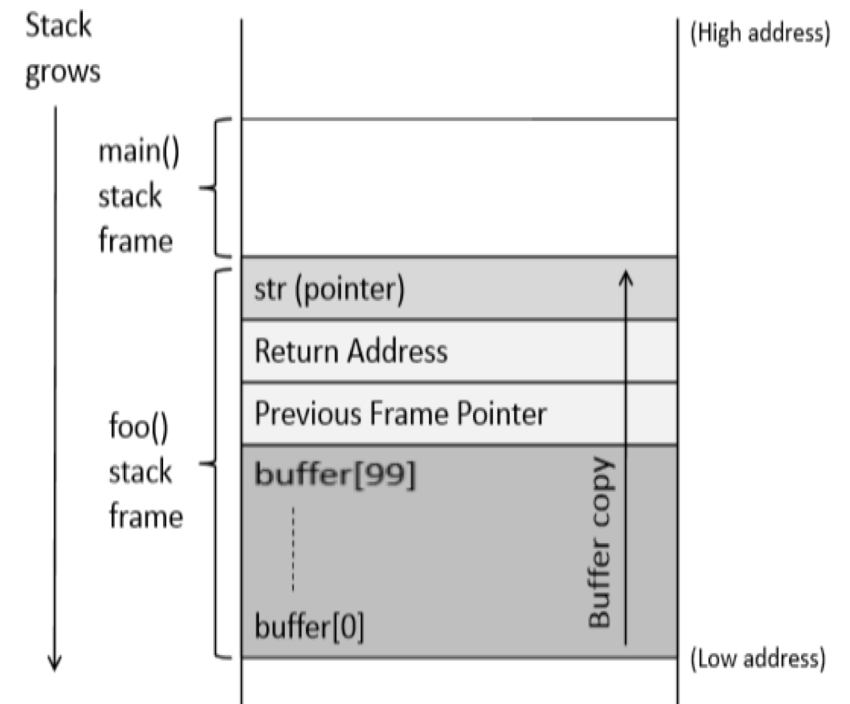 Stack
grows
(High address)
main()
stack
frame
str (pointer)
Return Address
Previous Frame Pointer
foo()
stack
frame
buffer[99]
buffer[0]
Buffer copy
(Low address)